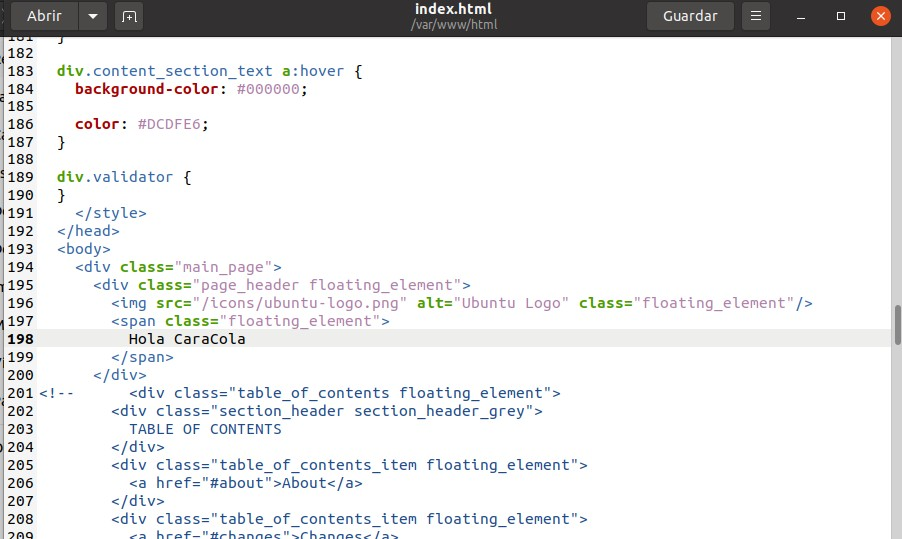 Abrir
index.html
/var/www/html
Guardar
181 }
182
183 div.content_section_text a:hover {
184 background-color: #000000;
185
186 color: #DCDFE6;
187 }
188
189 div.validator {
190 }
191 </style>
192 </head>
193 <body>
194 <div class="main_page">
195 <div class="page_header floating_element">
196 <img src="/icons/ubuntu-logo.png" alt="Ubuntu Logo" class="floating_element"/>
197 <span class="floating_element">
198 Hola CaraCola
199 </span>
200 </div>
201 <!--      <div class="table_of_contents floating_element">
202 <div class="section_header section_header_grey">
203 TABLE OF CONTENTS
204 </div>
205 <div class="table_of_contents_item floating_element">
206 <a href="#about">About</a>
207 </div>
208 <div class="table_of_contents_item floating_element">
209 <a href="#changes">Changes</a>